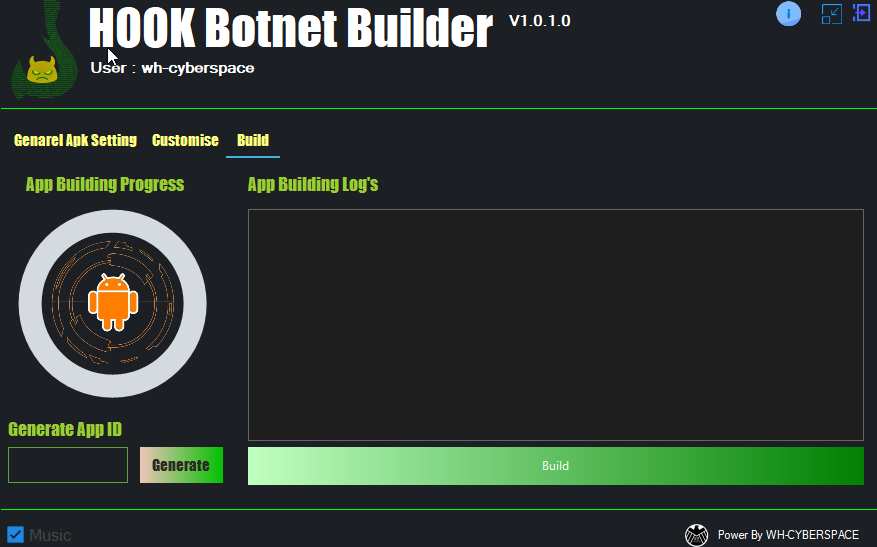 HOOK Botnet Builder V1.0.1.0
User : wh-cyberspace
Genarel Apk Setting Customise Build
App Building Progress App Building Log's
Generate App ID
Generate Build
Music Power By WH-CYBERSPACE